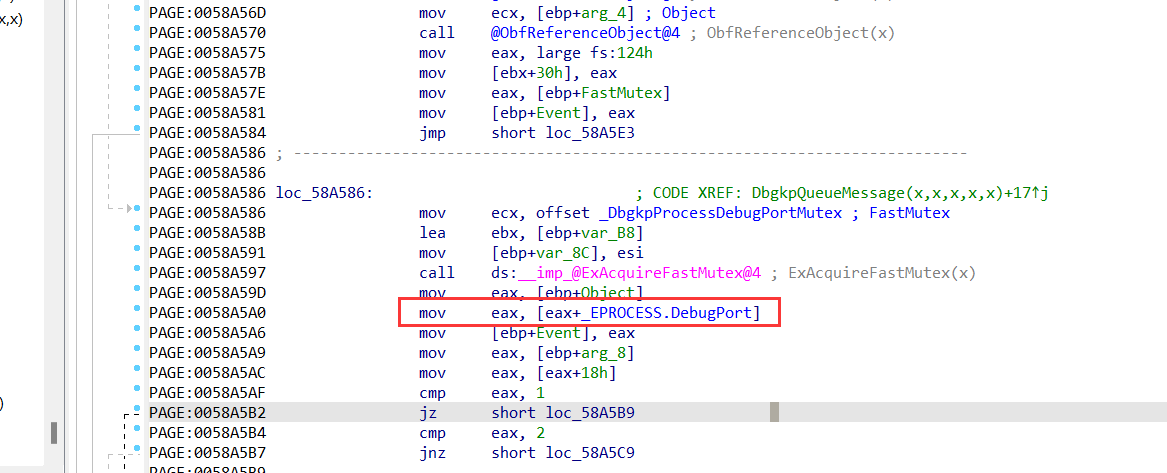 x,x)
PAGE:0058A56D mov ecx, [ebp+arg_4] ; Object
PAGE:0058A570 call @ObfReferenceObject@4 ; ObfReferenceObject(x)
PAGE:0058A575 mov eax, large fs:124h
PAGE:0058A57B mov [ebx+30h], eax
PAGE:0058A57E mov eax, [ebp+FastMutex]
PAGE:0058A581 mov [ebp+Event], eax
PAGE:0058A584 jmp short loc_58A5E3
PAGE:0058A586 ; ---------------------------------------------------------------------------
PAGE:0058A586
PAGE:0058A586 loc_58A586: ; CODE XREF: DbgkpQueueMessage(x,x,x,x,x)+17↑j
PAGE:0058A586 mov ecx, offset _DbgkpProcessDebugPortMutex ; FastMutex
PAGE:0058A58B lea ebx, [ebp+var_B8]
PAGE:0058A591 mov [ebp+var_8C], esi
PAGE:0058A597 call ds:__imp_@ExAcquireFastMutex@4 ; ExAcquireFastMutex(x)
PAGE:0058A59D mov eax, [ebp+Object]
PAGE:0058A5A0 mov eax, [eax+_EPROCESS.DebugPort]
PAGE:0058A5A6 mov [ebp+Event], eax
PAGE:0058A5A9 mov eax, [ebp+arg_8]
PAGE:0058A5AC mov eax, [eax+18h]
PAGE:0058A5AF cmp eax, 1
PAGE:0058A5B2 jz short loc_58A5B9
PAGE:0058A5B4 cmp eax, 2
PAGE:0058A5B7 jnz short loc_58A5C9
PAGE:0058A5B9
)